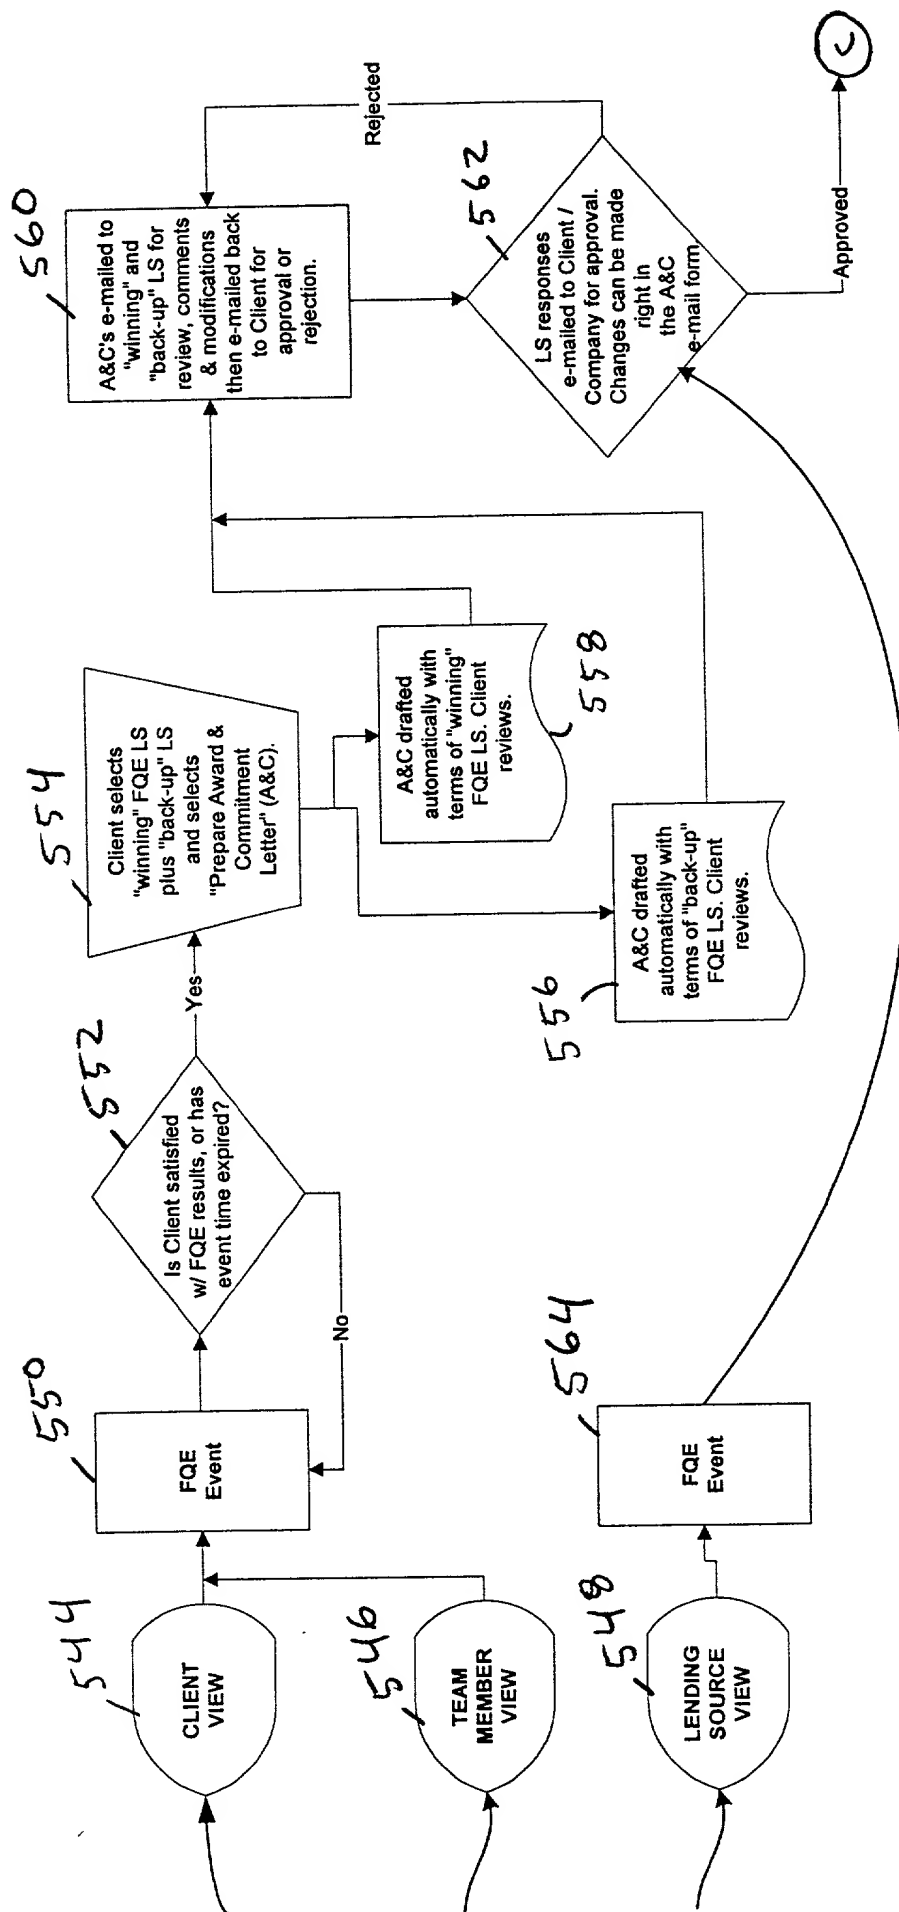 544
CLIENT
VIEW
546
TEAM
MEMBER
VIEW
548
LENDING
SOURCE
VIEW
550
FQE
Event
564
FQE
Event
552
Is Client satisfied
w/ FQE results, or has
event time expired?
No
Yes
554
Client selects
"winning" FQE LS
plus "back-up" LS
and selects
"Prepare Award &
Commitment
Letter" (A&C).
556
A&C drafted
automatically with
terms of "back-up"
FQE LS. Client
reviews.
558
A&C drafted
automatically with
terms of "winning"
FQE LS. Client
reviews.
560
A&C's e-mailed to
"winning" and
"back-up" LS for
review, comments
& modifications
then e-mailed back
to Client for
approval or
rejection.
562
LS responses
e-mailed to Client /
Company for approval.
Changes can be made
right in
the A&C
e-mail form.
Rejected
Approved
C